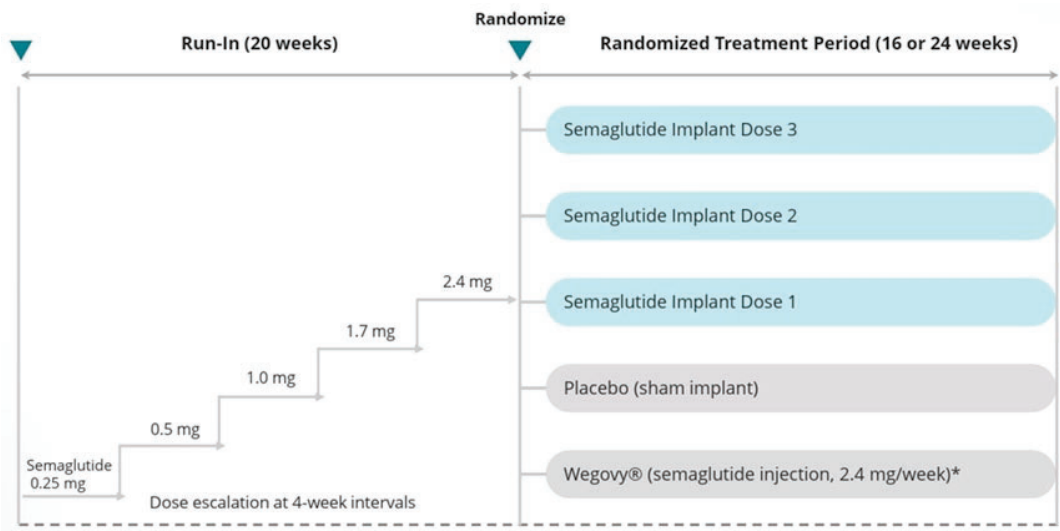 Randomize
Run-In (20 weeks)
Randomized Treatment Period (16 or 24 weeks)
Semaglutide Implant Dose 3
Semaglutide Implant Dose 2
Semaglutide Implant Dose 1
Placebo (sham implant)
Wegovy® (semaglutide injection, 2.4 mg/week)*
2.4 mg
1.7 mg
1.0 mg
0.5 mg
Semaglutide
0.25 mg
Dose escalation at 4-week intervals